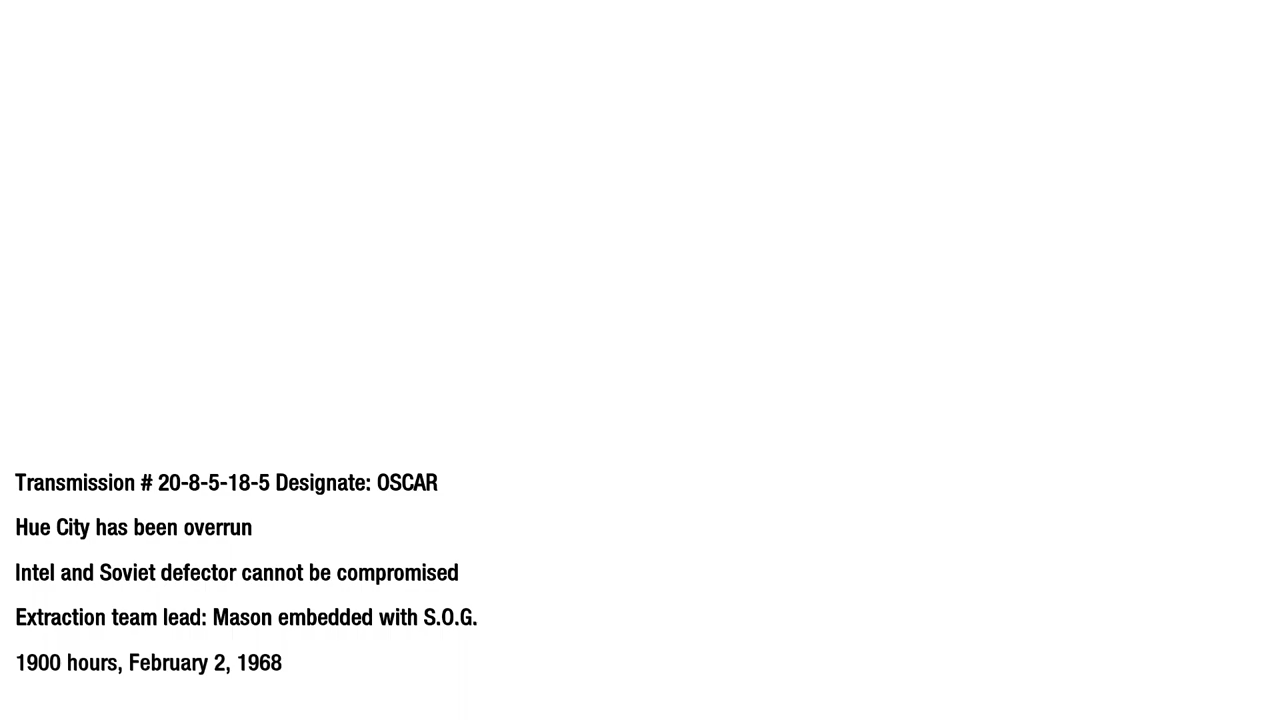 Transmission # 20-8-5-18-5 Designate: OSCAR
Hue City has been overrun
Intel and Soviet defector cannot be compromised
Extraction team lead: Mason embedded with S.O.G.
1900 hours, February 2, 1968